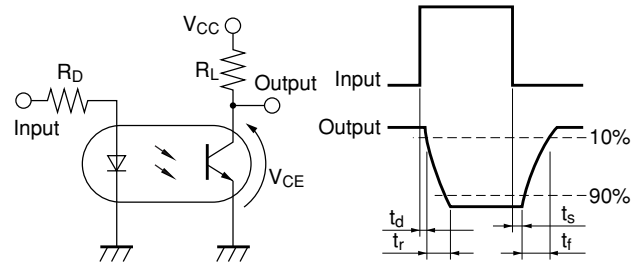 VCC
RD
RL
Output
Input
VCE
Input
Output
10%
90%
td
ts
tr
tf